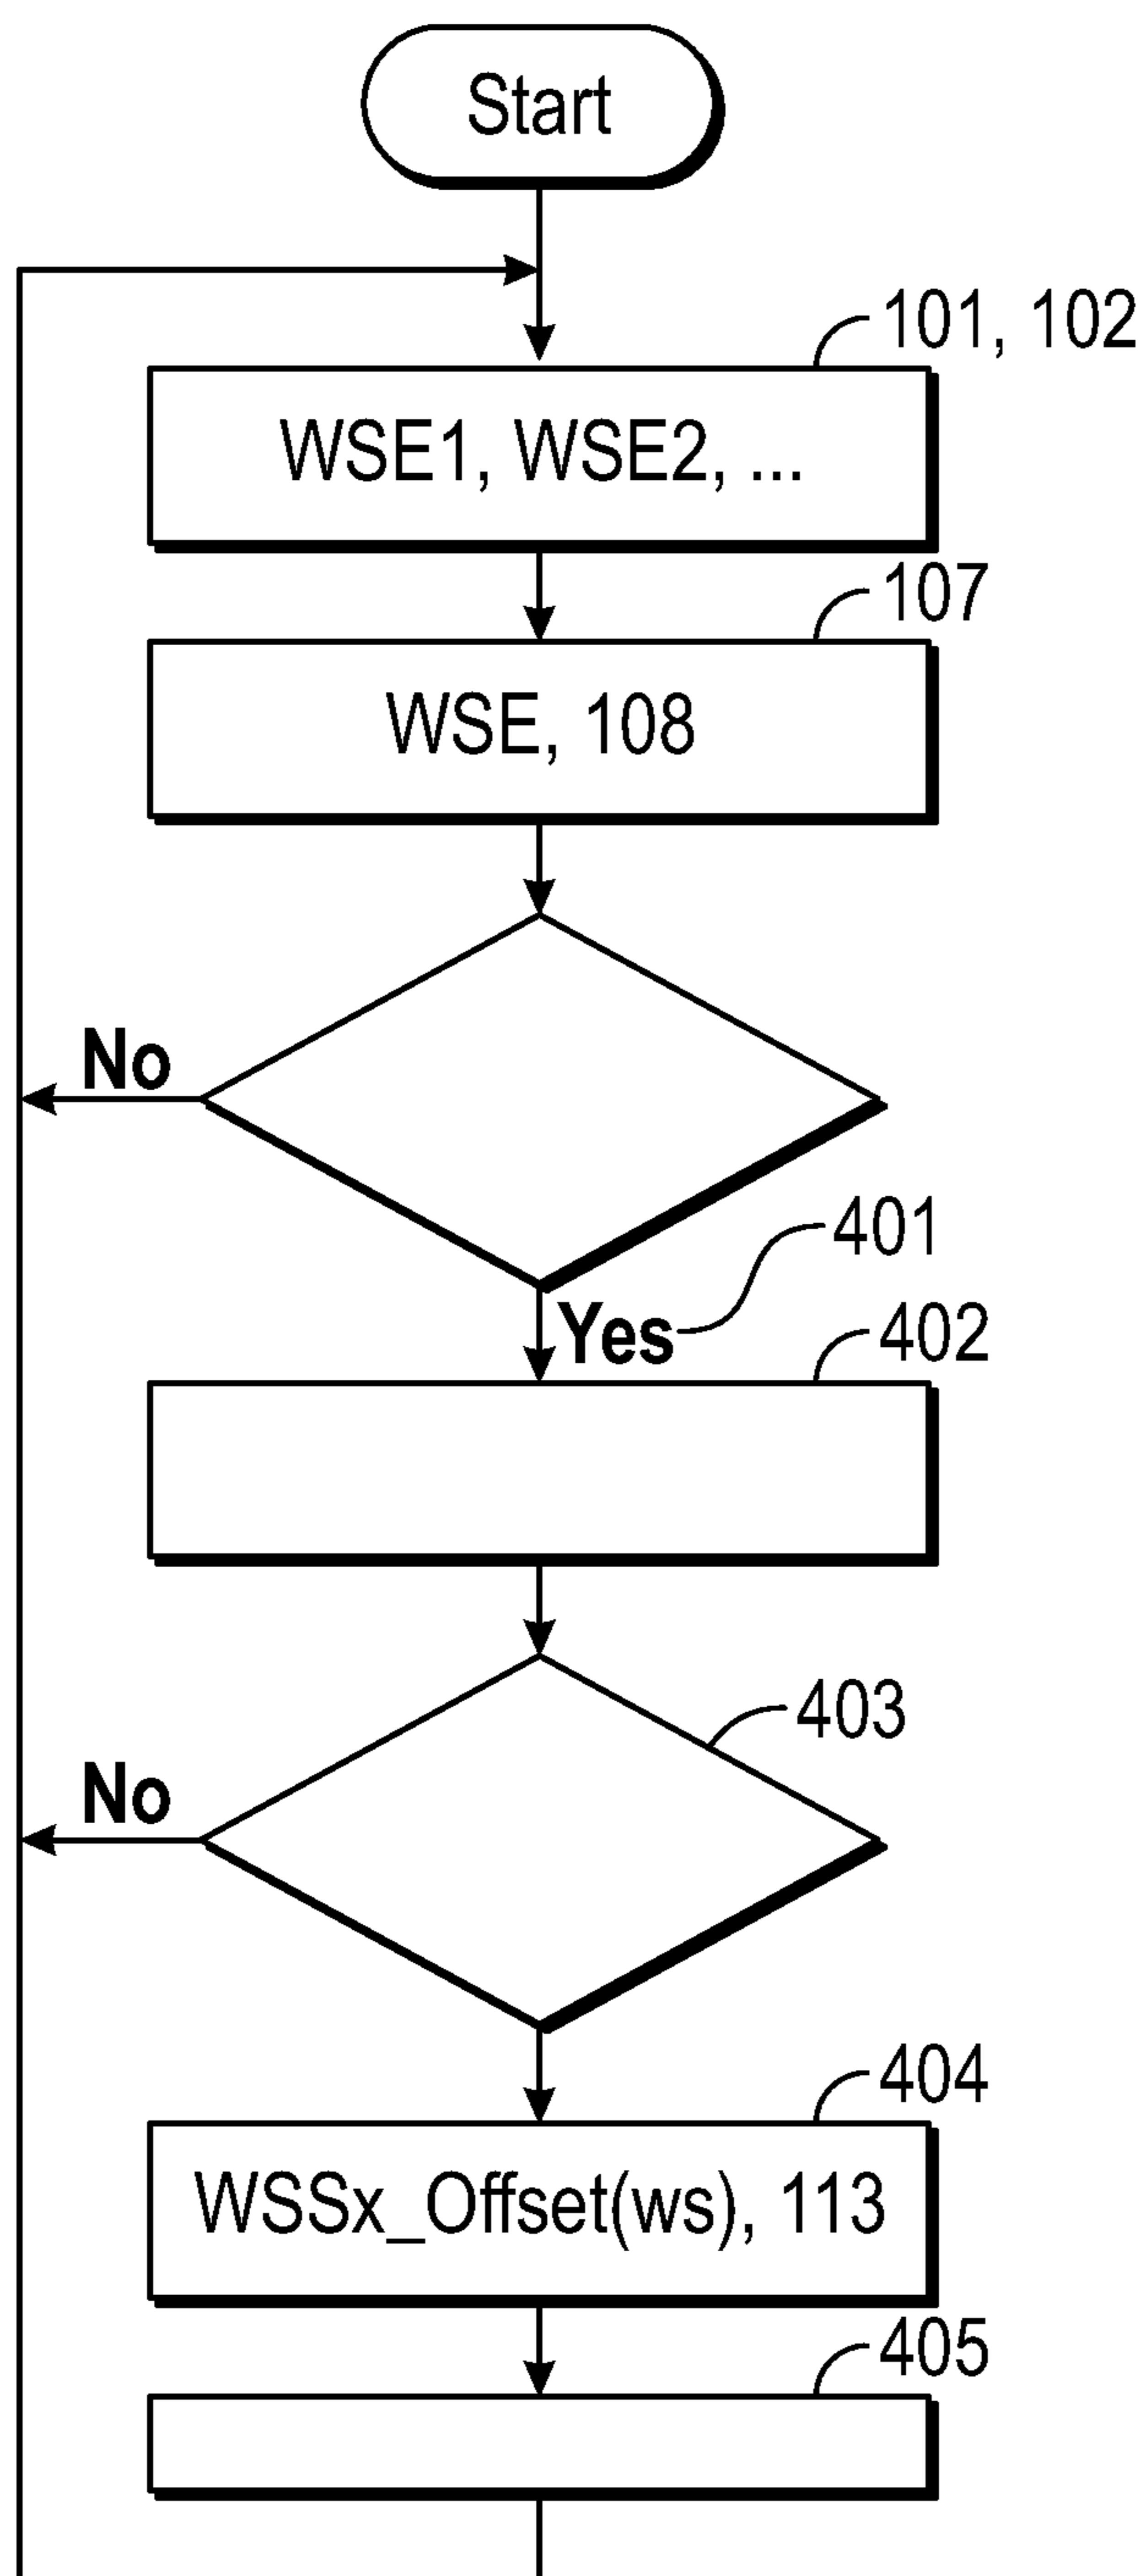 Start
101, 102
WSE1, WSE2, ...
107
WSE, 108
No
401
Yes
402
403
No
404
WSSx_Offset(ws), 113
405